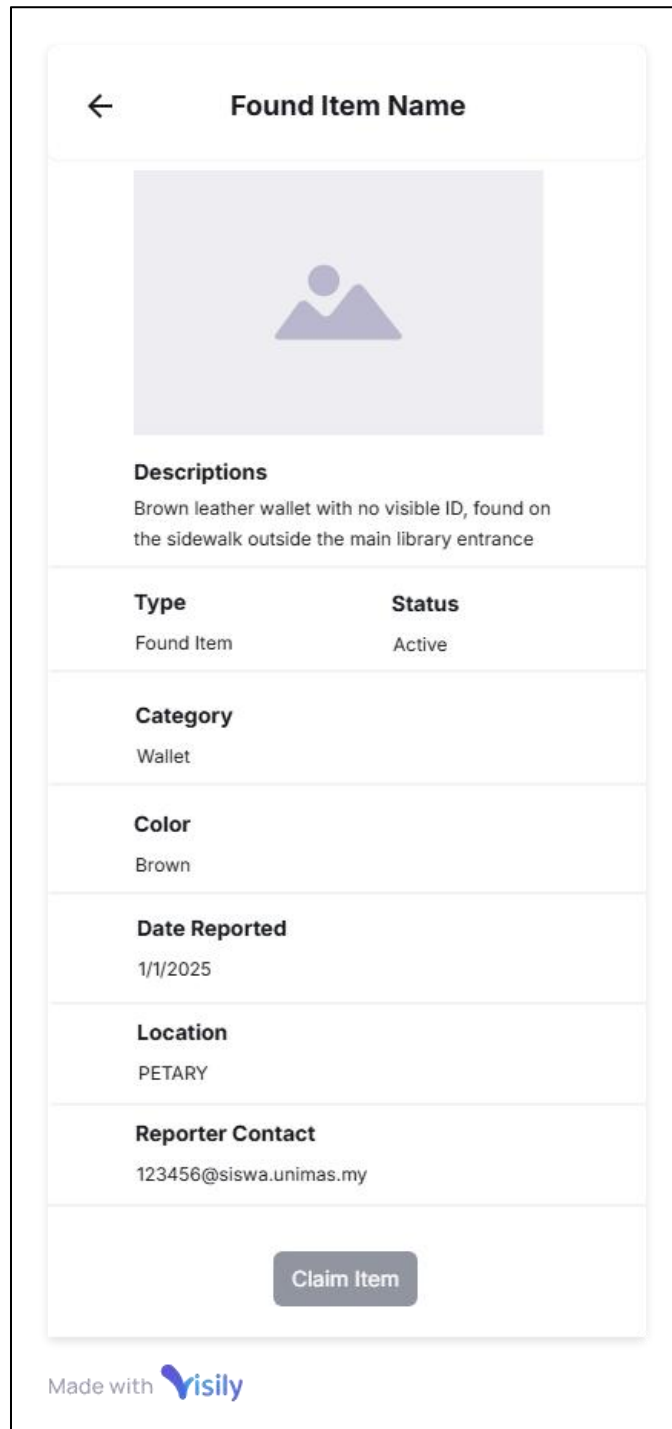 Found Item Name
Descriptions
Brown leather wallet with no visible ID, found on
the sidewalk outside the main library entrance
Type
Status
Found Item
Active
Category
Wallet
Color
Brown
Date Reported
1/1/2025
Location
PETARY
Reporter Contact
123456@siswa.unimas.my
Claim Item
Made with Visily